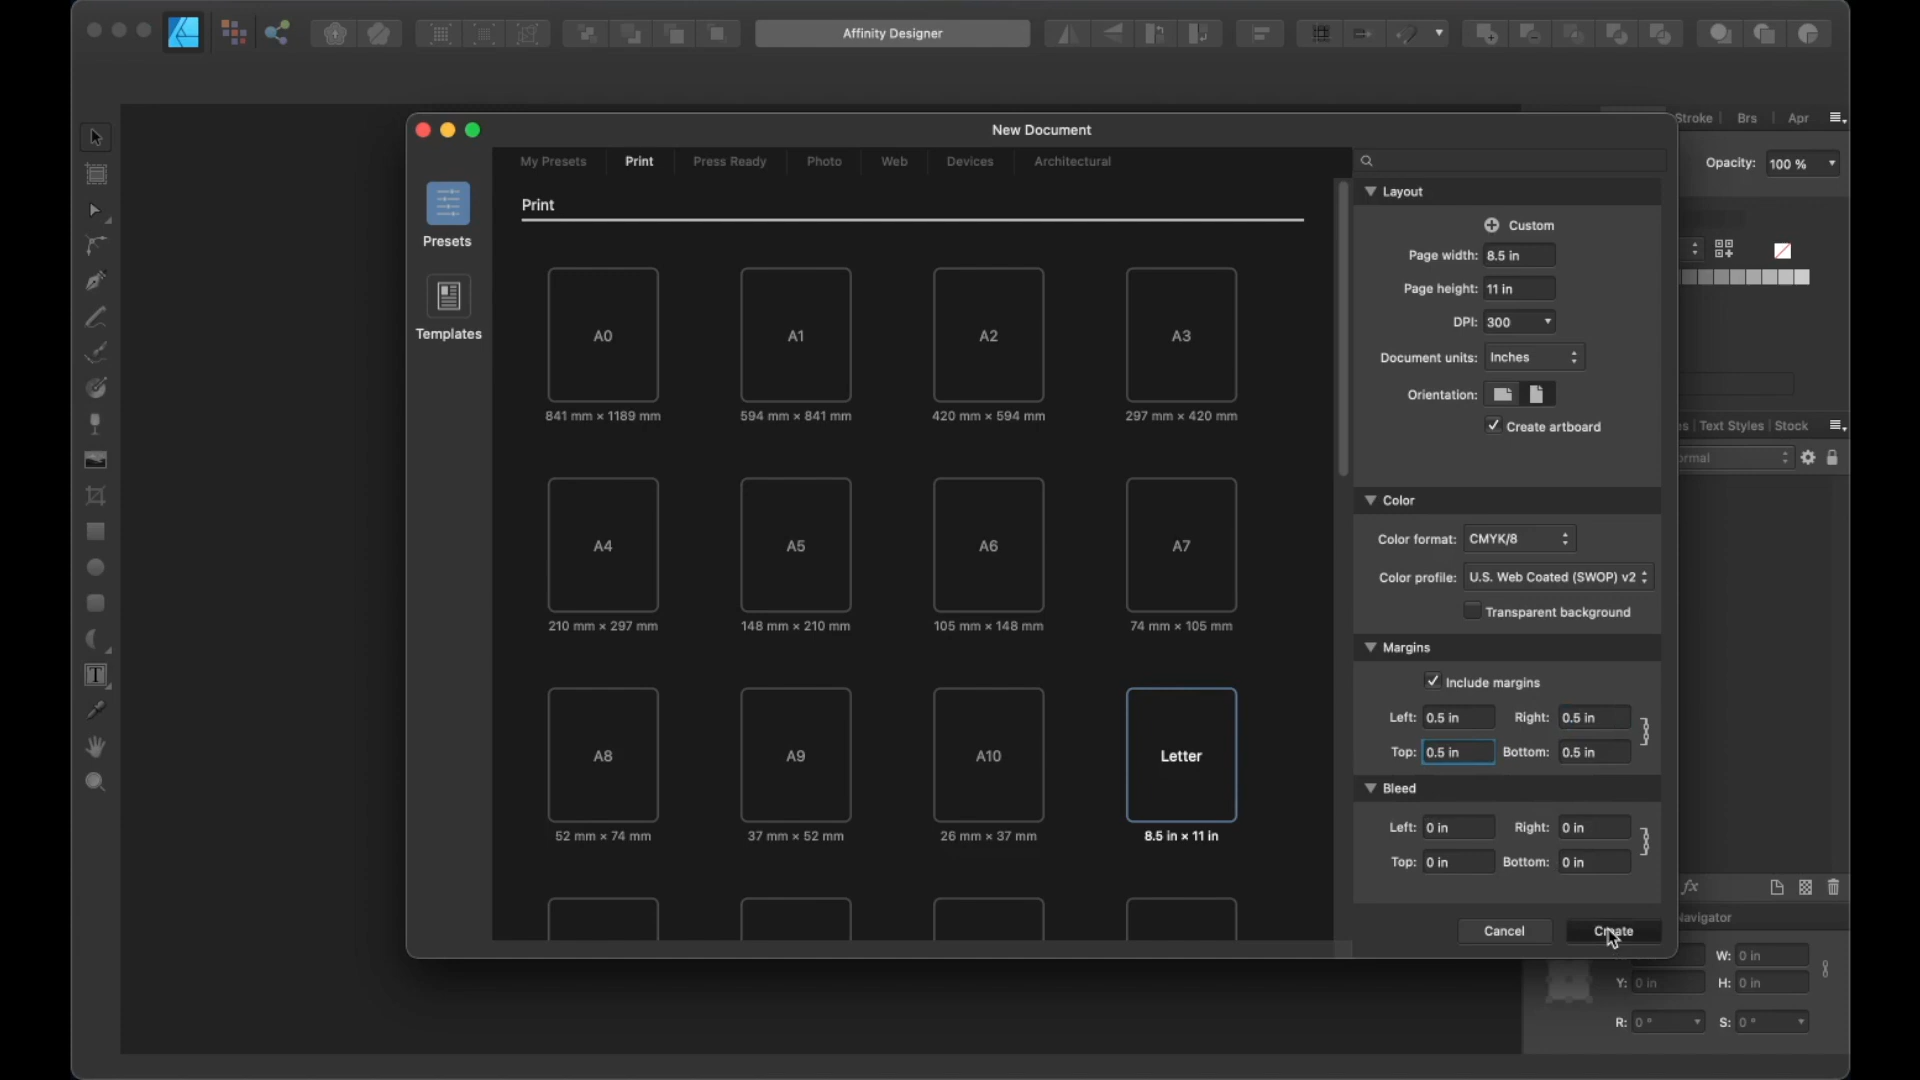 Affinity Designer
New Document
My Presets Print Press Ready Photo Web Devices Architectural
Presets
Templates
Print
A0 A1 A2 A3
841 mm × 1189 mm 594 mm × 841 mm 420 mm × 594 mm 297 mm × 420 mm
A4 A5 A6 A7
210 mm × 297 mm 148 mm × 210 mm 105 mm × 148 mm 74 mm × 105 mm
A8 A9 A10 Letter
52 mm × 74 mm 37 mm × 52 mm 26 mm × 37 mm 8.5 in × 11 in
Layout
Custom
Page width: 8.5 in
Page height: 11 in
DPI: 300
Document units: Inches
Orientation:
Create artboard
Color
Color format: CMYK/8
Color profile: U.S. Web Coated (SWOP) v2
Transparent background
Margins
Include margins
Left: 0.5 in Right: 0.5 in
Top: 0.5 in Bottom: 0.5 in
Bleed
Left: 0 in Right: 0 in
Top: 0 in Bottom: 0 in
Cancel Create
Stroke Brs Apr
Opacity: 100 %
Text Styles Stock
fx
Navigator
W: 0 in
Y: 0 in H: 0 in
R: 0 ° S: 0 °